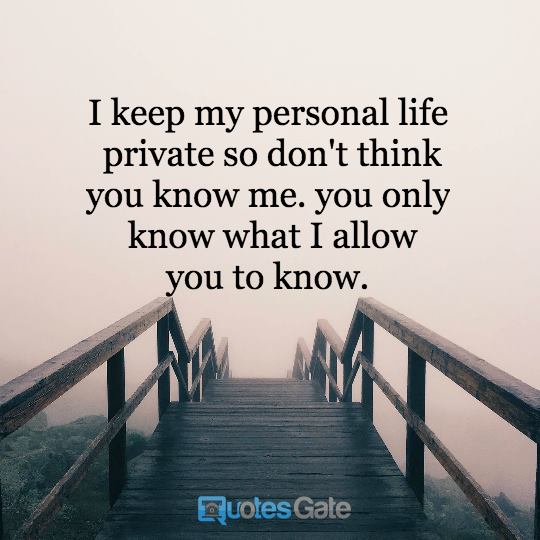 I keep my personal life
private so don't think
you know me. you only
know what I allow
you to know.
QuotesGate